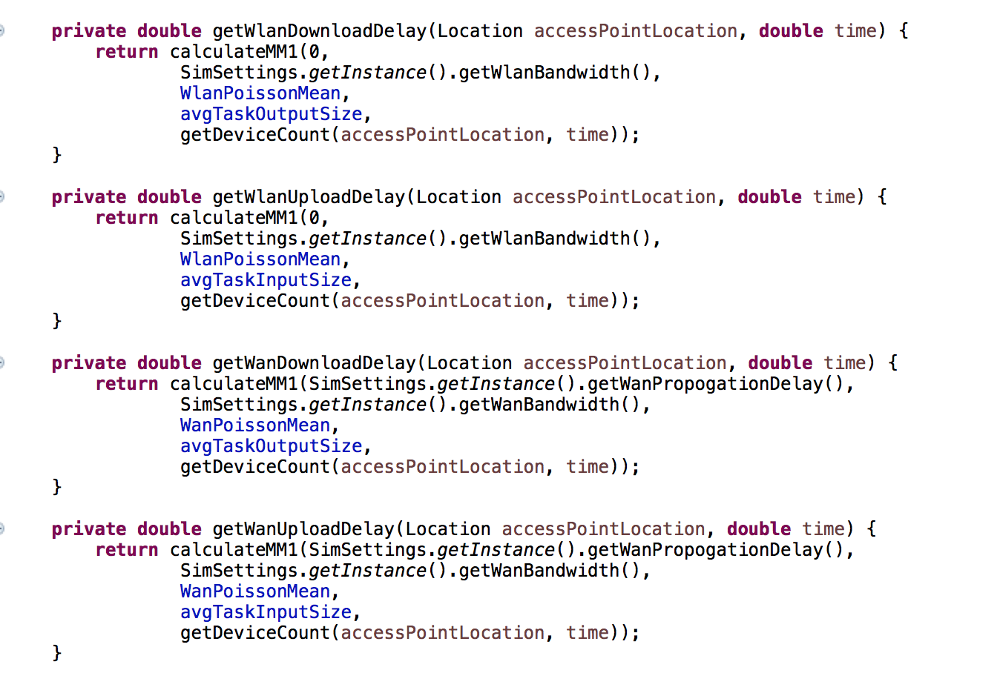 private double getWlanDownloadDelay(Location accessPointLocation, double time) {
return calculateMM1(0,
SimSettings.getInstance().getWlanBandwidth(),
WlanPoissonMean,
avgTaskOutputSize,
getDeviceCount(accessPointLocation, time));
}
private double getWlanUploadDelay(Location accessPointLocation, double time) {
return calculateMM1(0,
SimSettings.getInstance().getWlanBandwidth(),
WlanPoissonMean,
avgTaskInputSize,
getDeviceCount(accessPointLocation, time));
}
private double getWanDownloadDelay(Location accessPointLocation, double time) {
return calculateMM1(SimSettings.getInstance().getWanPropogationDelay(),
SimSettings.getInstance().getWanBandwidth(),
WanPoissonMean,
avgTaskOutputSize,
getDeviceCount(accessPointLocation, time));
}
private double getWanUploadDelay(Location accessPointLocation, double time) {
return calculateMM1(SimSettings.getInstance().getWanPropogationDelay(),
SimSettings.getInstance().getWanBandwidth(),
WanPoissonMean,
avgTaskInputSize,
getDeviceCount(accessPointLocation, time));
}